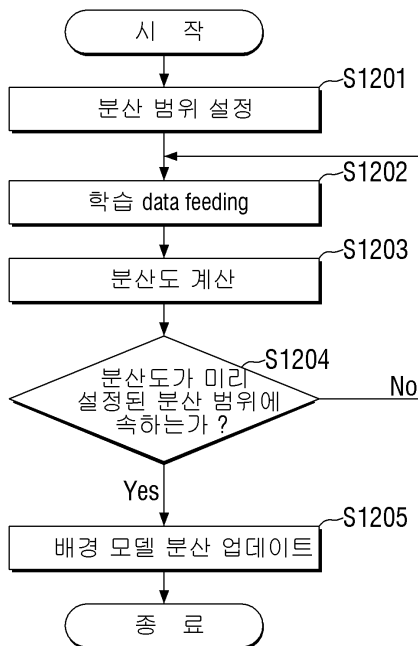 시 작
S1201
분산 범위 설정
S1202
학습 data feeding
S1203
분산도 계산
S1204
분산도가 미리
설정된 분산 범위에
속하는가 ?
No
Yes
S1205
배경 모델 분산 업데이트
종 료